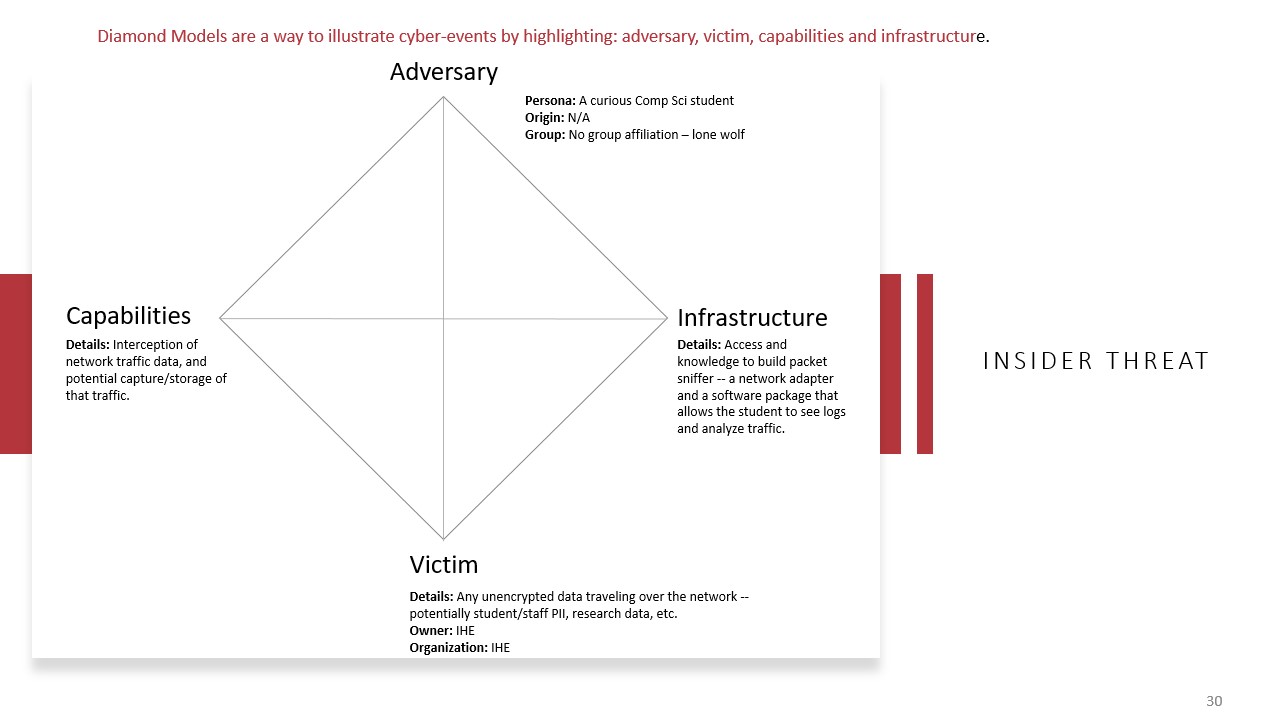 Diamond Models are a way to illustrate cyber-events by highlighting: adversary, victim, capabilities and infrastructure.
Adversary
Persona: A curious Comp Sci student
Origin: N/A
Group: No group affiliation – lone wolf
Capabilities
Details: Interception of
network traffic data, and
potential capture/storage of
that traffic.
Infrastructure
Details: Access and
knowledge to build packet
sniffer -- a network adapter
and a software package that
allows the student to see logs
and analyze traffic.
INSIDER THREAT
Victim
Details: Any unencrypted data traveling over the network --
potentially student/staff PII, research data, etc.
Owner: IHE
Organization: IHE
30